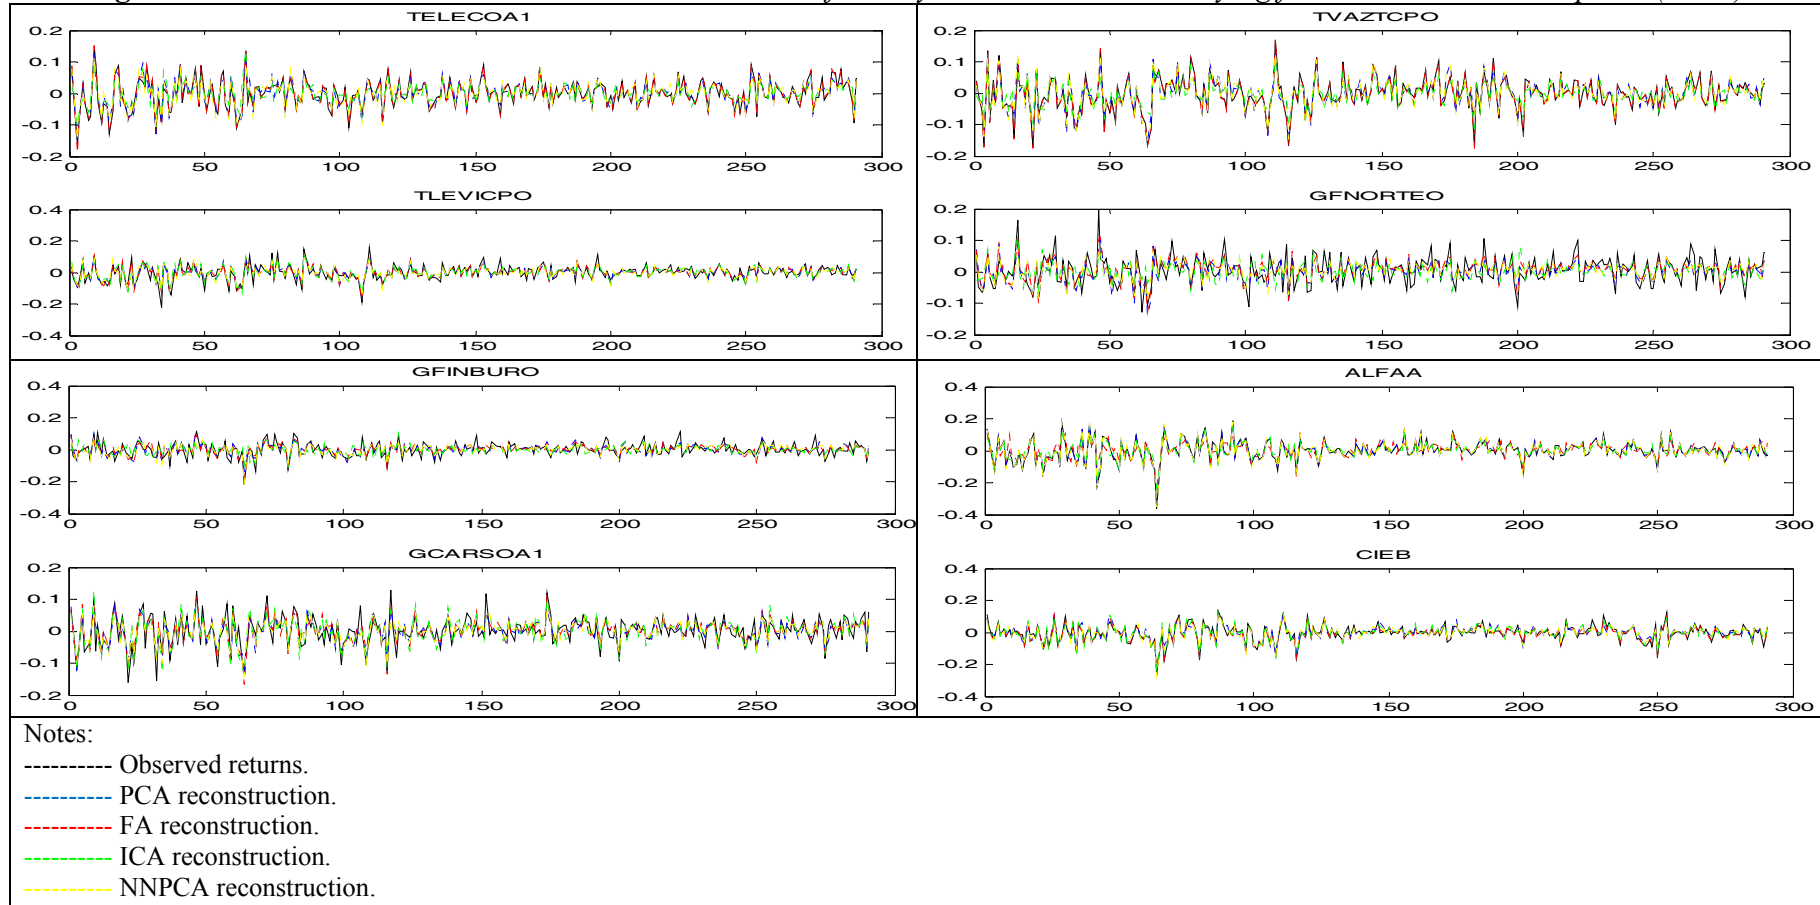 TELECOA1
0.2
0.1
0
-0.1
-0.2
0 50 100 150 200 250 300
TLEVICPO
0.4
0.2
0
-0.2
-0.4
0 50 100 150 200 250 300
TVAZTCPO
0.2
0.1
0
-0.1
-0.2
0 50 100 150 200 250 300
GFNORTEO
0.2
0.1
0
-0.1
-0.2
0 50 100 150 200 250 300
GFINBURO
0.4
0.2
0
-0.2
-0.4
0 50 100 150 200 250 300
GCARSOA1
0.2
0.1
0
-0.1
-0.2
0 50 100 150 200 250 300
ALFAA
0.4
0.2
0
-0.2
-0.4
0 50 100 150 200 250 300
CIEB
0.4
0.2
0
-0.2
-0.4
0 50 100 150 200 250 300
Notes:
---------- Observed returns.
---------- PCA reconstruction.
---------- FA reconstruction.
---------- ICA reconstruction.
---------- NNPCA reconstruction.